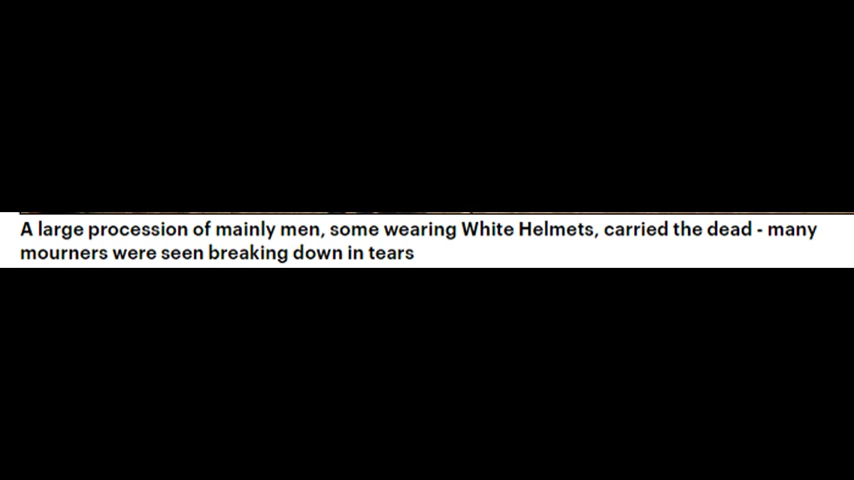 A large procession of mainly men, some wearing White Helmets, carried the dead - many
mourners were seen breaking down in tears